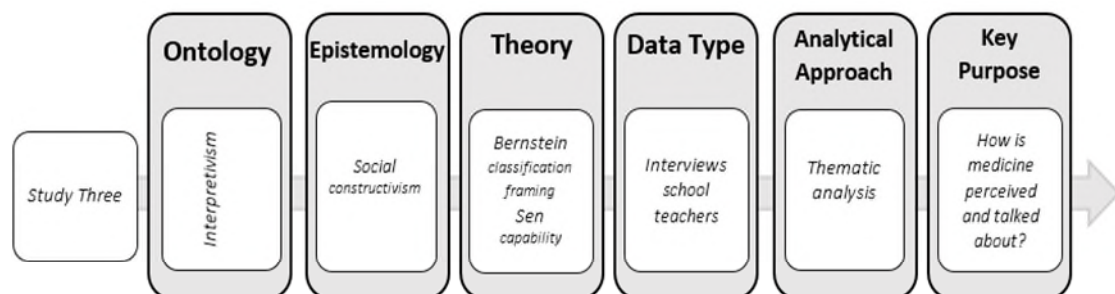 Study Three
Ontology
Interpretivism
Epistemology
Social
constructivism
Theory
Bernstein
classification
framing
Sen
capability
Data Type
Interviews
school
teachers
Analytical
Approach
Thematic
analysis
Key
Purpose
How is
medicine
perceived
and talked
about?